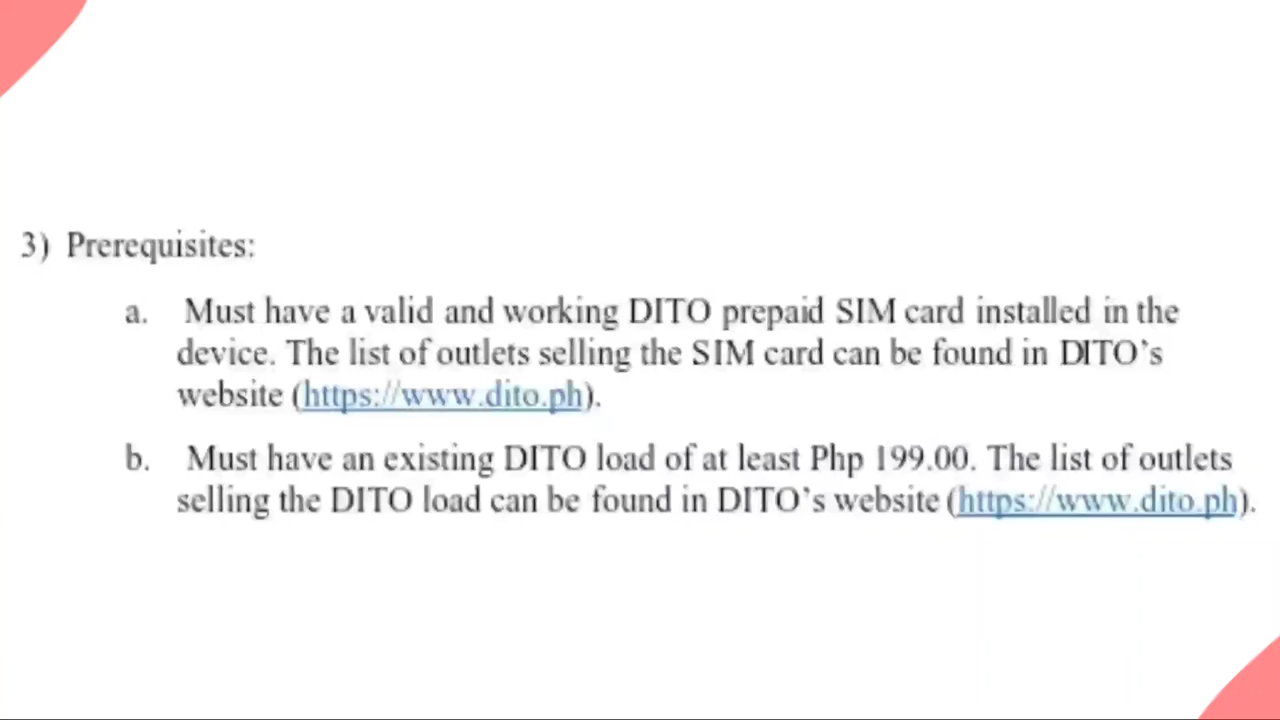 3) Prerequisites:
a. Must have a valid and working DITO prepaid SIM card installed in the
device. The list of outlets selling the SIM card can be found in DITO's
website (https://www.dito.ph).
b. Must have an existing DITO load of at least Php 199.00. The list of outlets
selling the DITO load can be found in DITO's website (https://www.dito.ph).